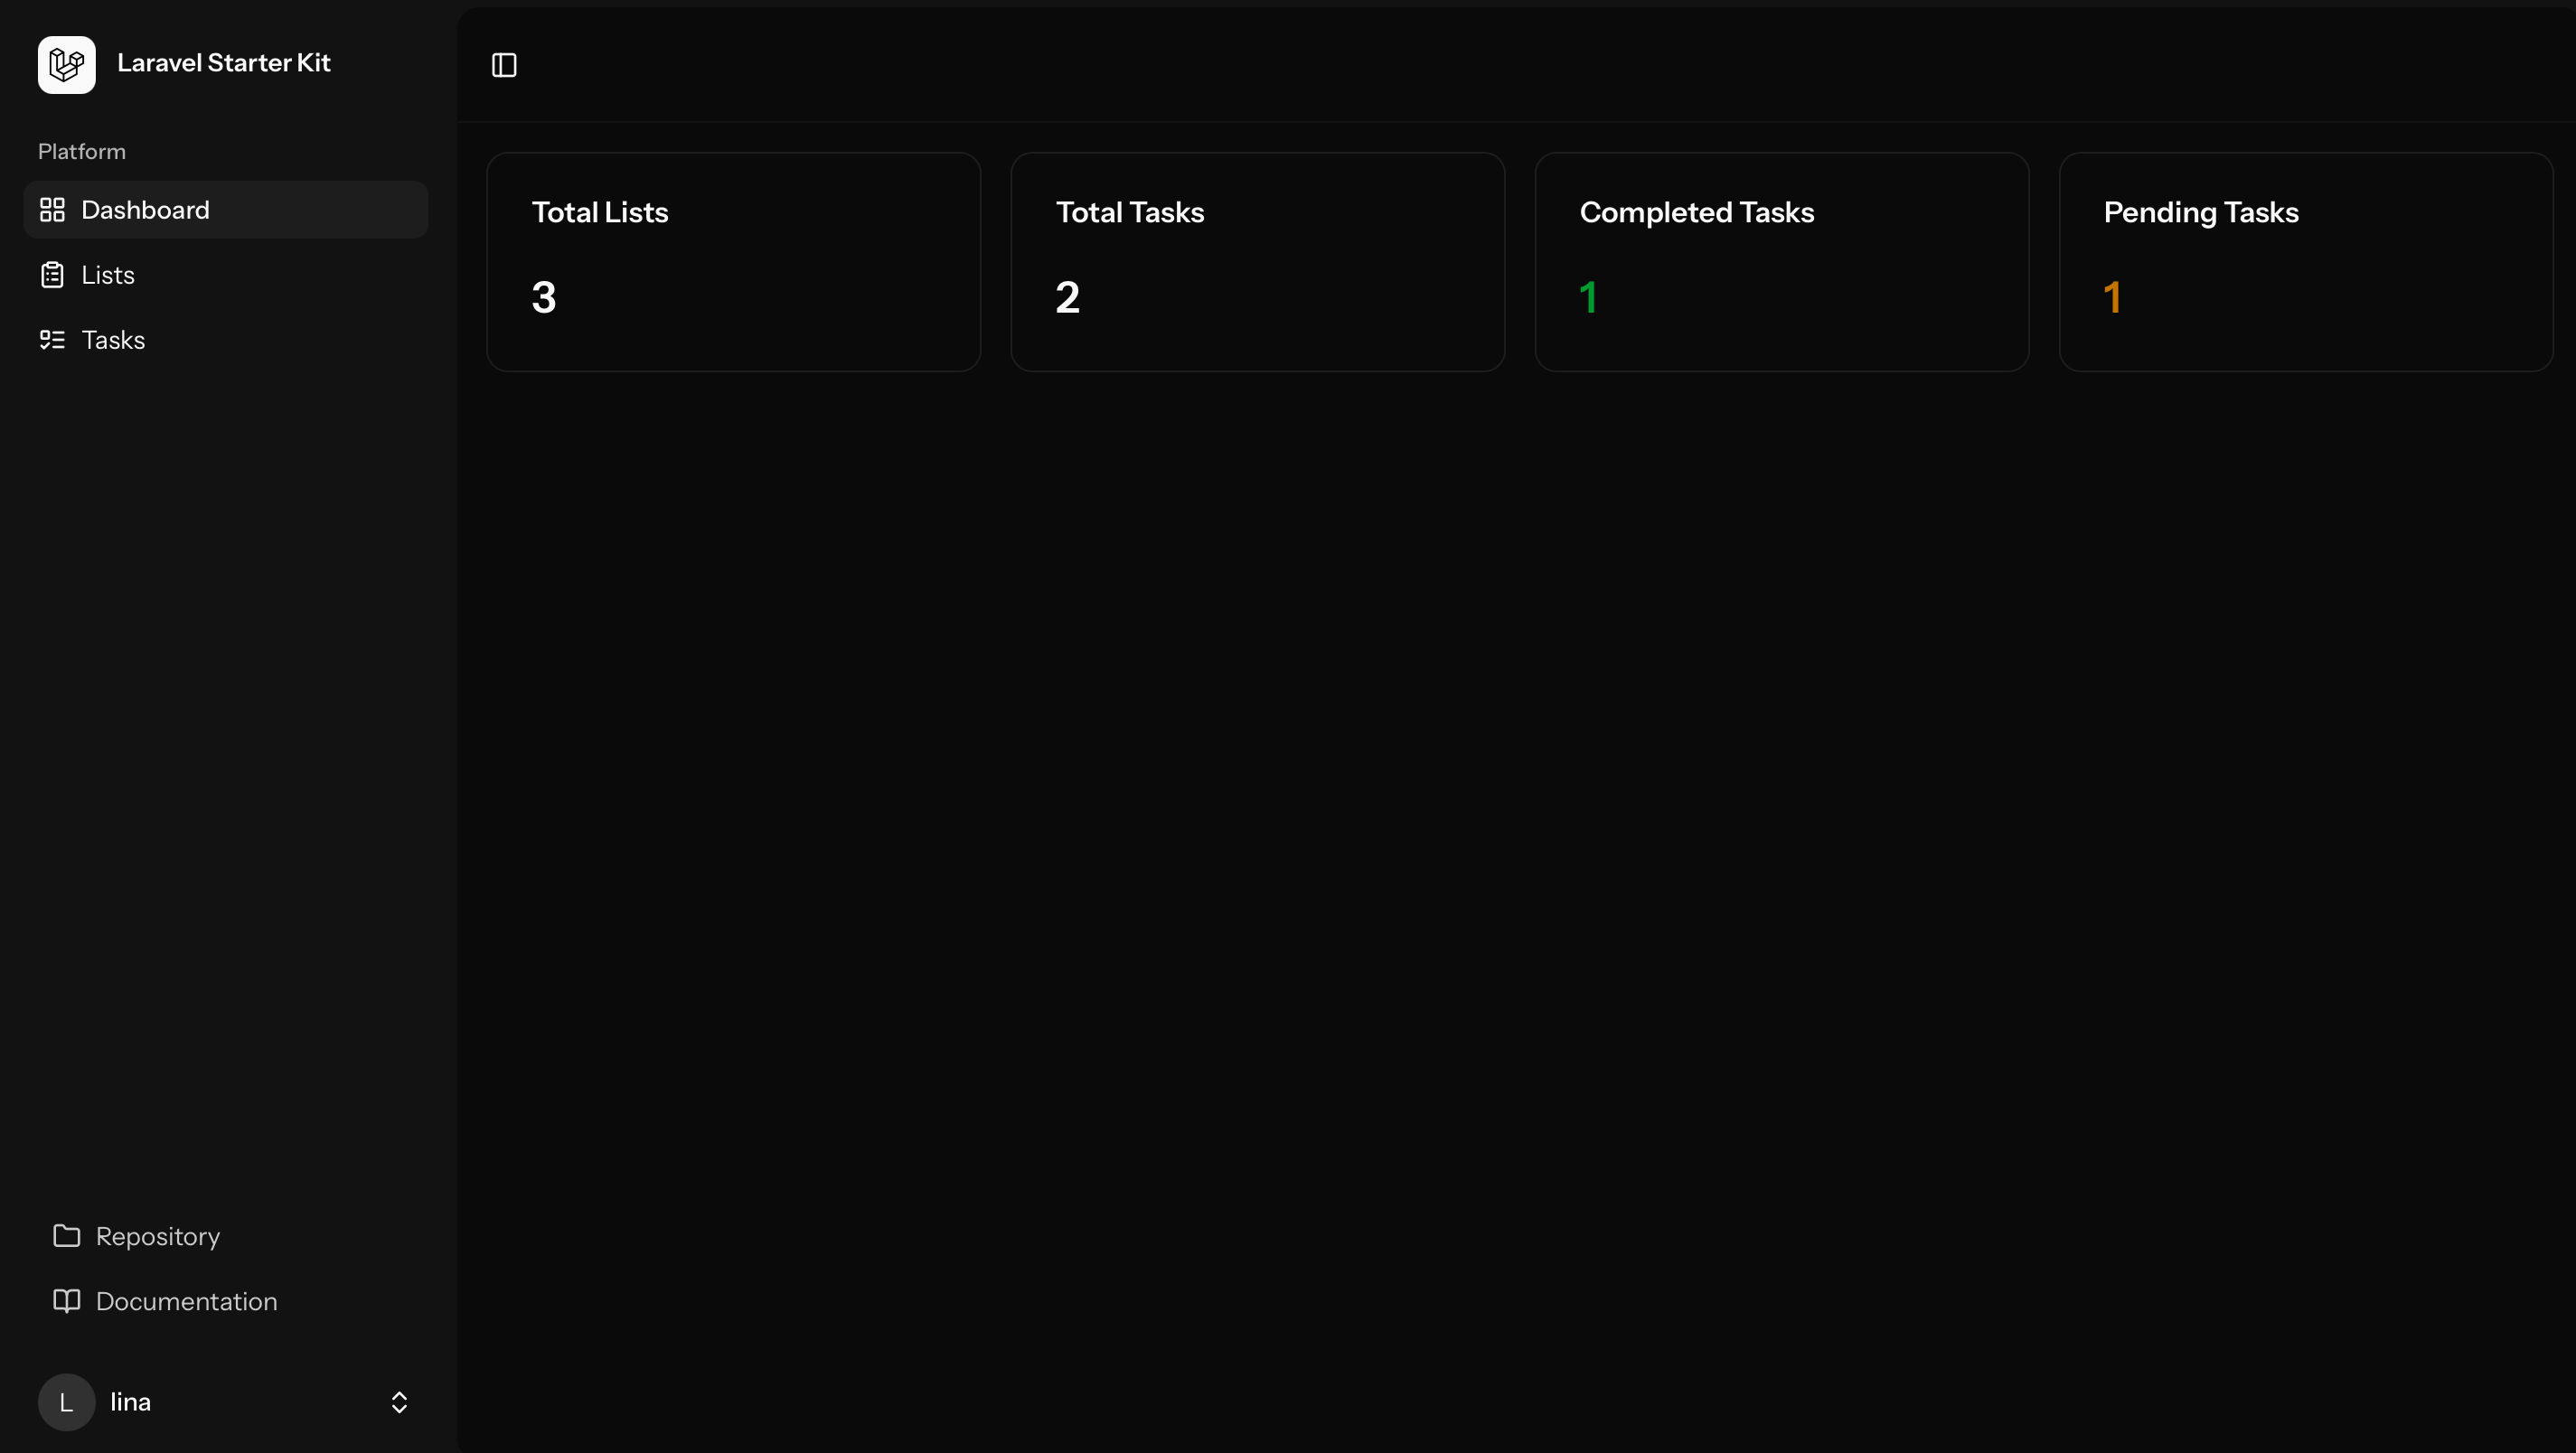 Laravel Starter Kit
Platform
Dashboard
Lists
Tasks
Repository
Documentation
L
lina
Total Lists
3
Total Tasks
2
Completed Tasks
1
Pending Tasks
1